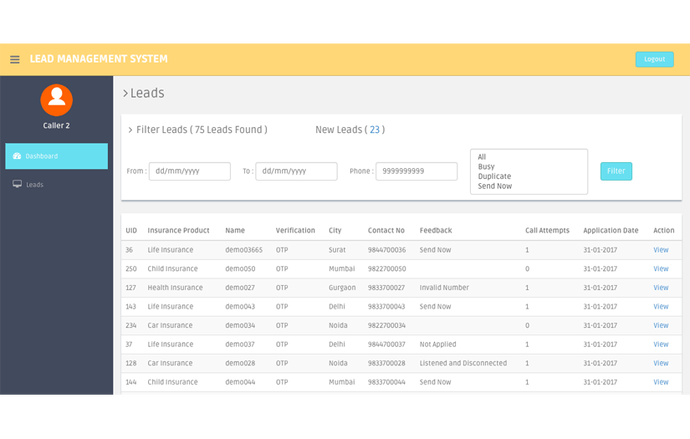 LEAD MANAGEMENT SYSTEM
Logout
Caller 2
Dashboard
Leads
Leads
Filter Leads ( 75 Leads Found ) New Leads ( 23 )
From : dd/mm/yyyy To : dd/mm/yyyy Phone : 9999999999
All
Busy
Duplicate
Send Now
Filter
UID Insurance Product Name Verification City Contact No Feedback Call Attempts Application Date Action
36 Life Insurance demo03665 OTP Surat 9844700036 Send Now 1 31-01-2017 View
250 Child Insurance demo050 OTP Mumbai 9822700050 0 31-01-2017 View
127 Health Insurance demo027 OTP Gurgaon 9833700027 Invalid Number 1 31-01-2017 View
143 Life Insurance demo043 OTP Delhi 9833700043 Send Now 1 31-01-2017 View
234 Car Insurance demo034 OTP Noida 9822700034 0 31-01-2017 View
37 Life Insurance demo037 OTP Delhi 9844700037 Not Applied 1 31-01-2017 View
128 Car Insurance demo028 OTP Noida 9833700028 Listened and Disconnected 1 31-01-2017 View
144 Child Insurance demo044 OTP Mumbai 9833700044 Send Now 1 31-01-2017 View